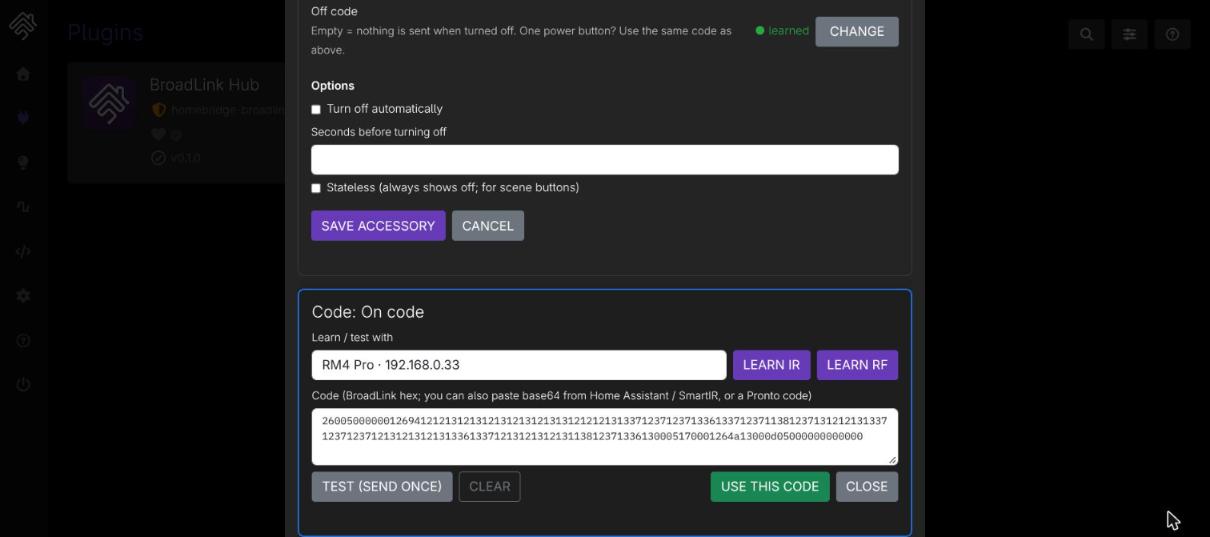 Plugins
BroadLink Hub
homebridge-broadlin
v0.1.0
Off code
Empty = nothing is sent when turned off. One power button? Use the same code as
above.
learned
CHANGE
Options
Turn off automatically
Seconds before turning off
Stateless (always shows off; for scene buttons)
SAVE ACCESSORY
CANCEL
Code: On code
Learn / test with
RM4 Pro · 192.168.0.33
LEARN IR
LEARN RF
Code (BroadLink hex; you can also paste base64 from Home Assistant / SmartIR, or a Pronto code)
TEST (SEND ONCE)
CLEAR
USE THIS CODE
CLOSE